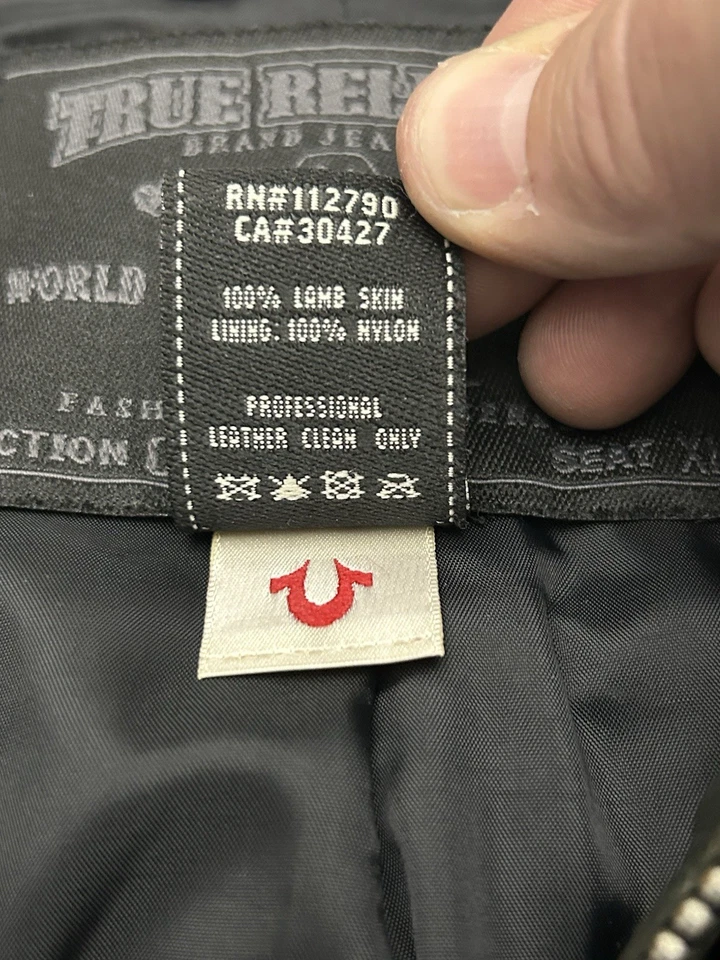 TRUE REL
BRAND JEA
RN#112790
CA#30427
WORLD
100% LAMB SKIN
LINING: 100% NYLON
FASH
PROFESSIONAL
CTION
LEATHER CLEAN ONLY
SEAT